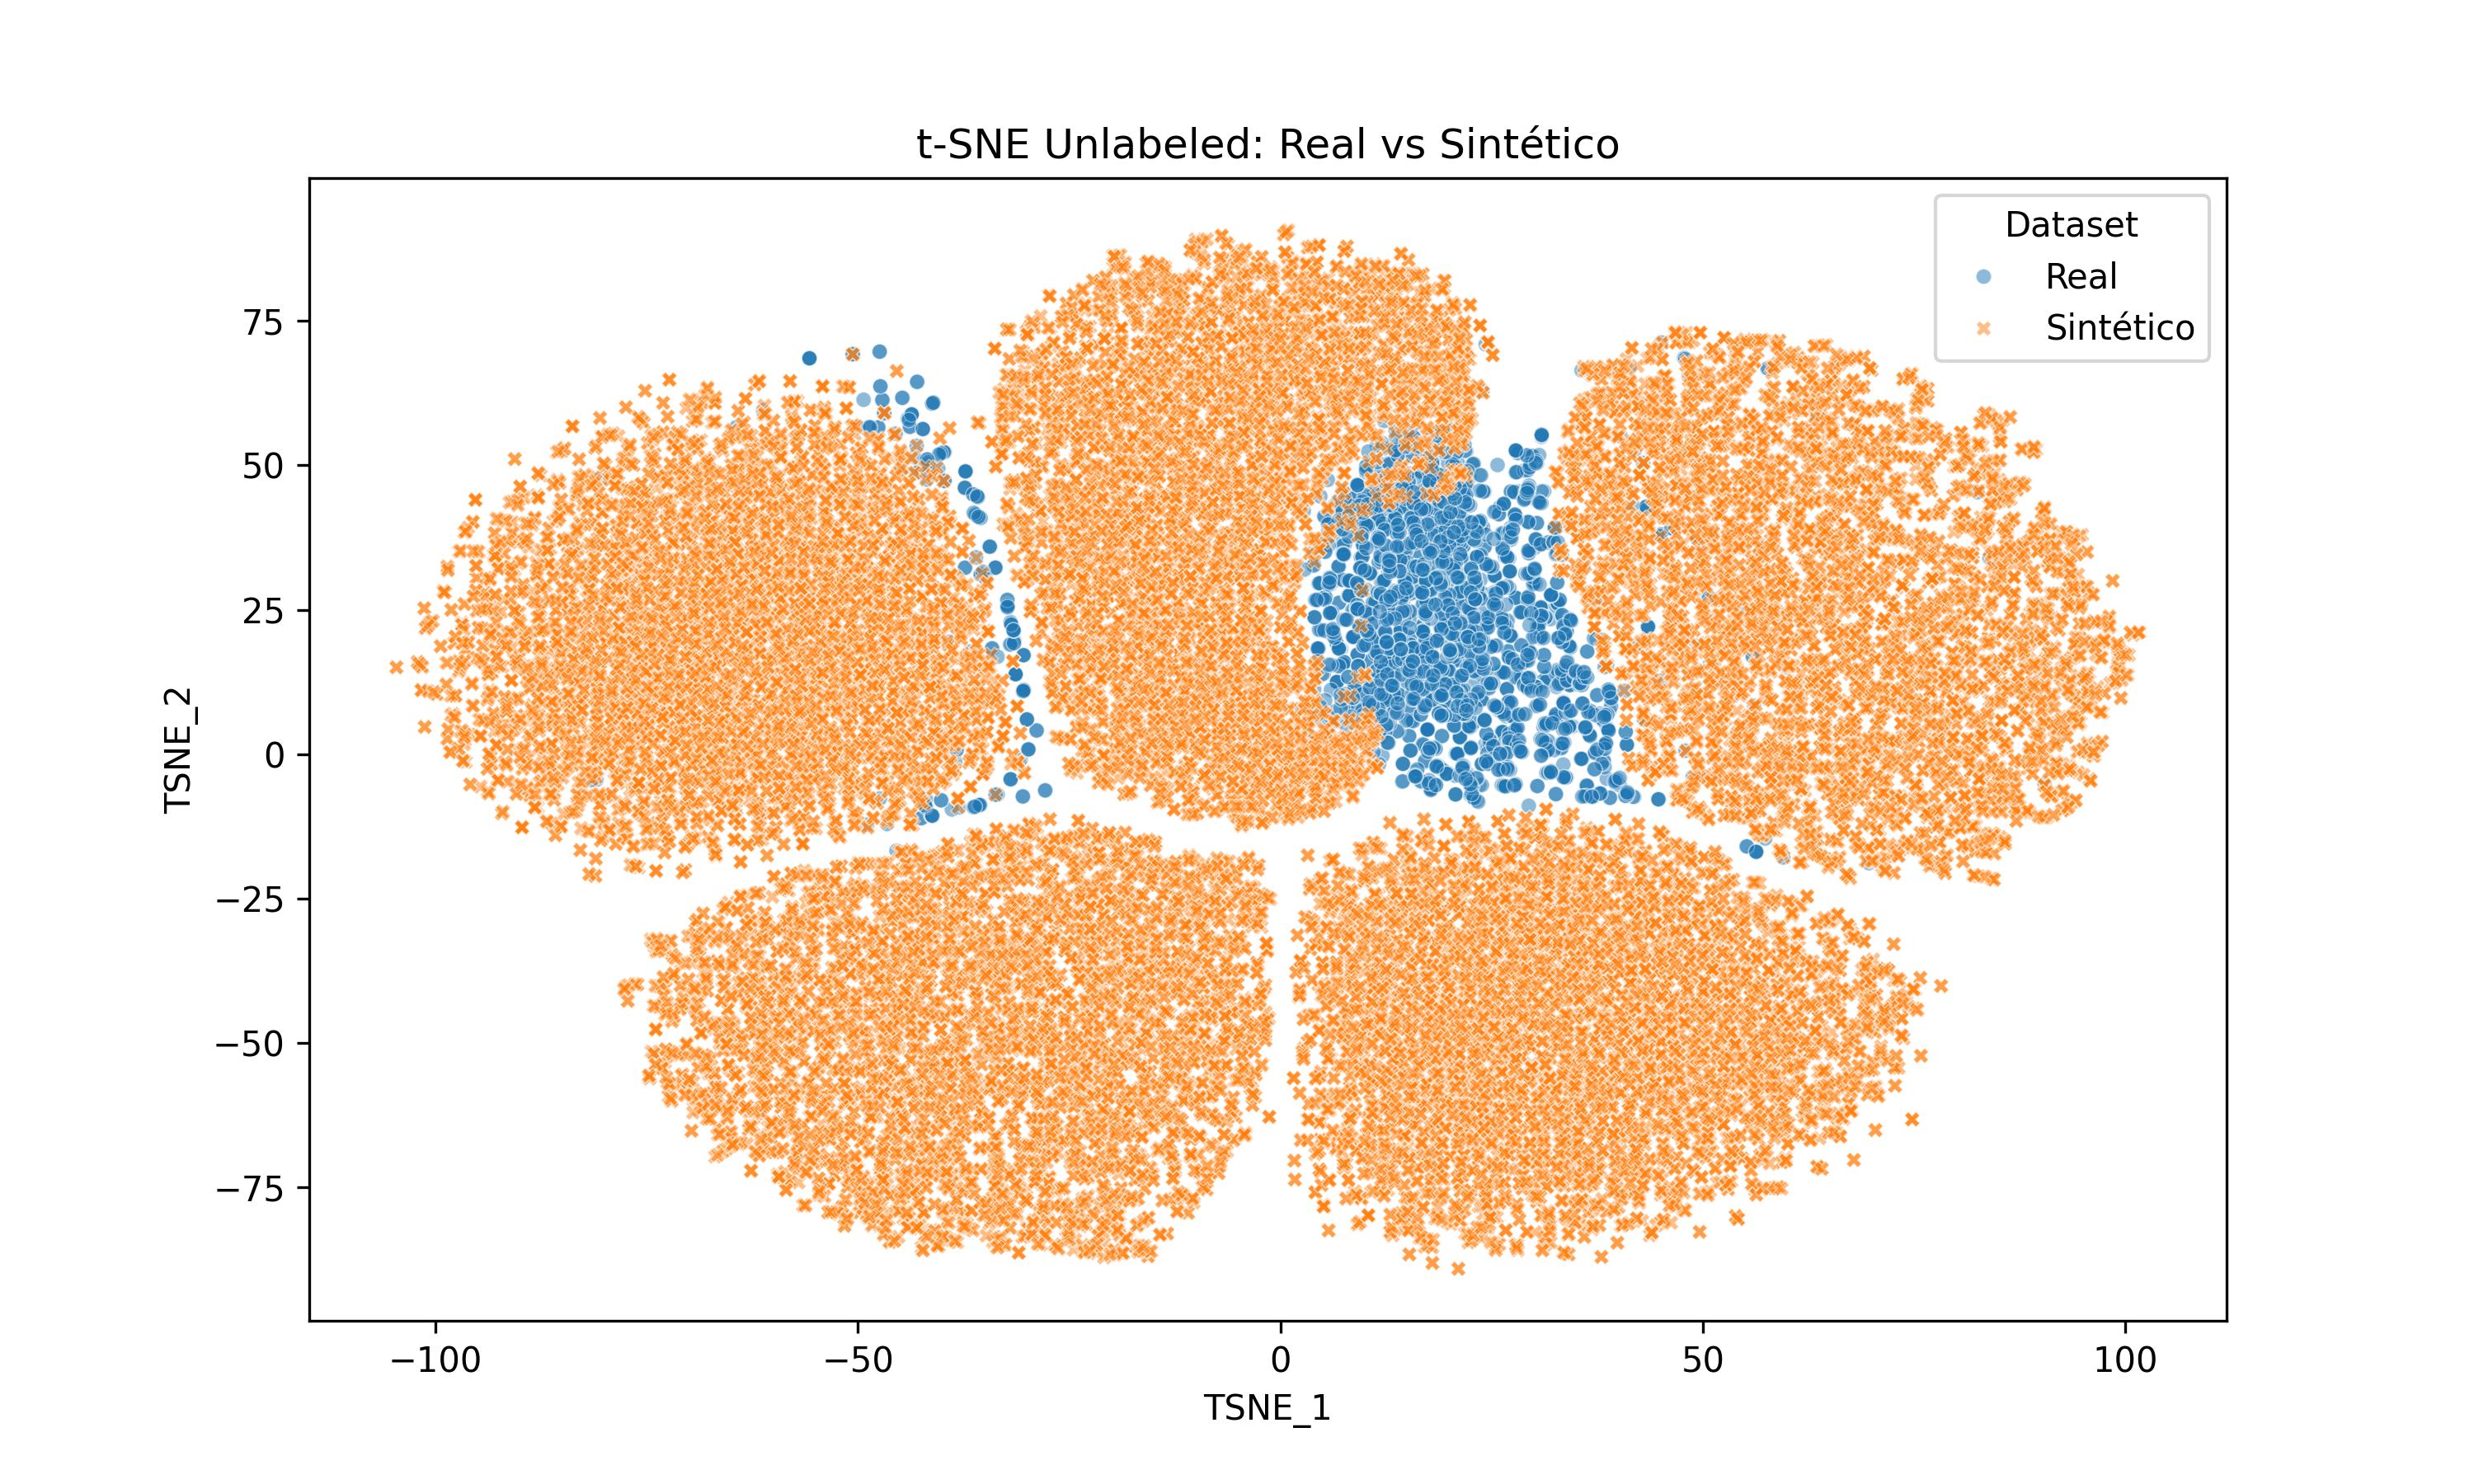 t-SNE Unlabeled: Real vs Sintético
Dataset
Real
Sintético
75
50
25
0
−25
−50
−75
TSNE_2
−100
−50
0
50
100
TSNE_1